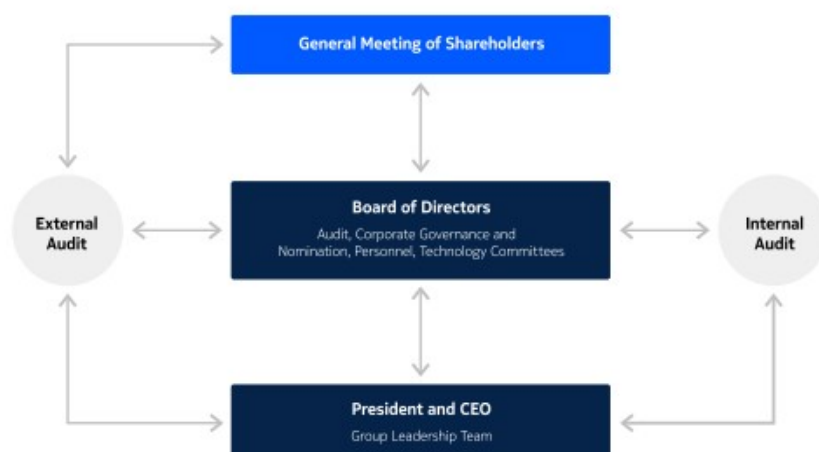 General Meeting of Shareholders
External
Audit
Board of Directors
Audit, Corporate Governance and
Nomination, Personnel, Technology Committees
Internal
Audit
President and CEO
Group Leadership Team